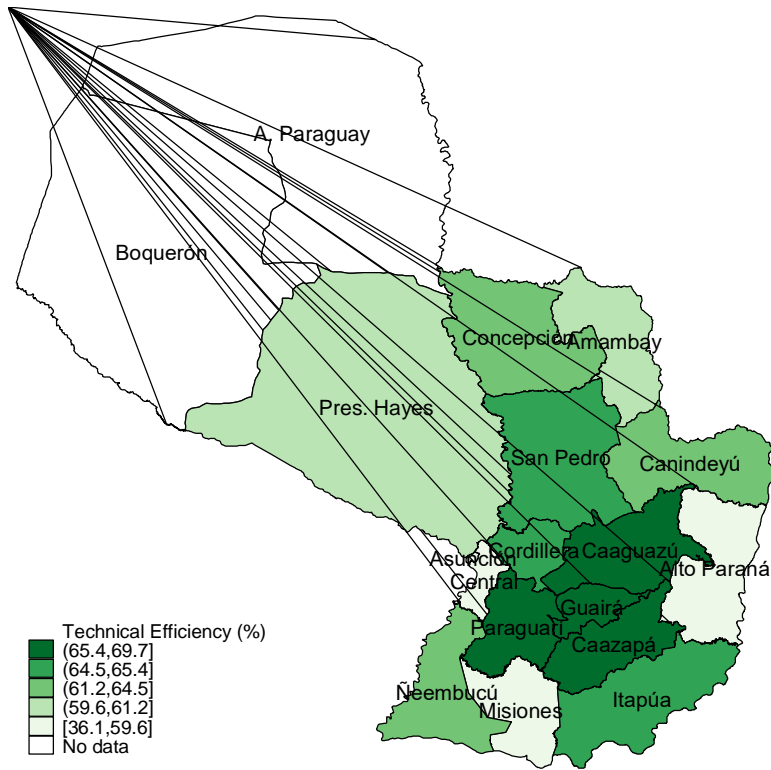 A. Paraguay
Boquerón
Concepción
Amambay
Pres. Hayes
San Pedro
Canindeyú
Cordillera
Caaguazú
Asunción
Alto Paraná
Central
Guairá
Paraguarí
Caazapá
Ñeembucú
Misiones
Itapúa
Technical Efficiency (%)
(65.4,69.7]
(64.5,65.4]
(61.2,64.5]
(59.6,61.2]
[36.1,59.6]
No data